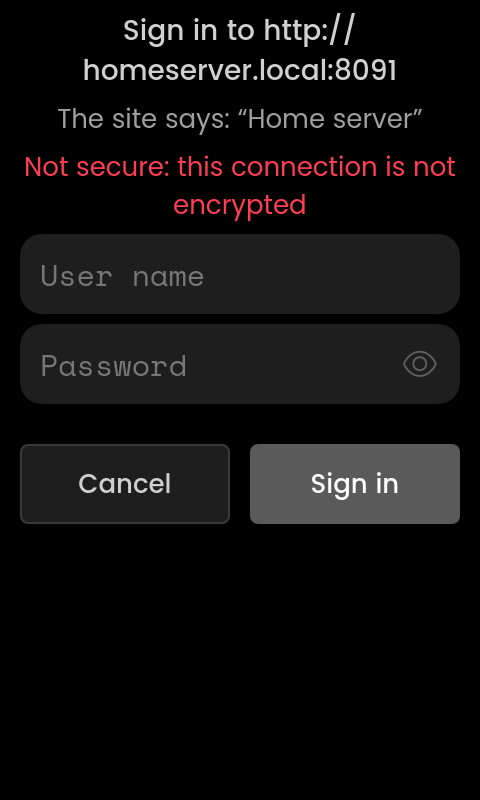 Sign in to http://
homeserver.local:8091
The site says: “Home server”
Not secure: this connection is not
encrypted
User name
Password
Cancel
Sign in